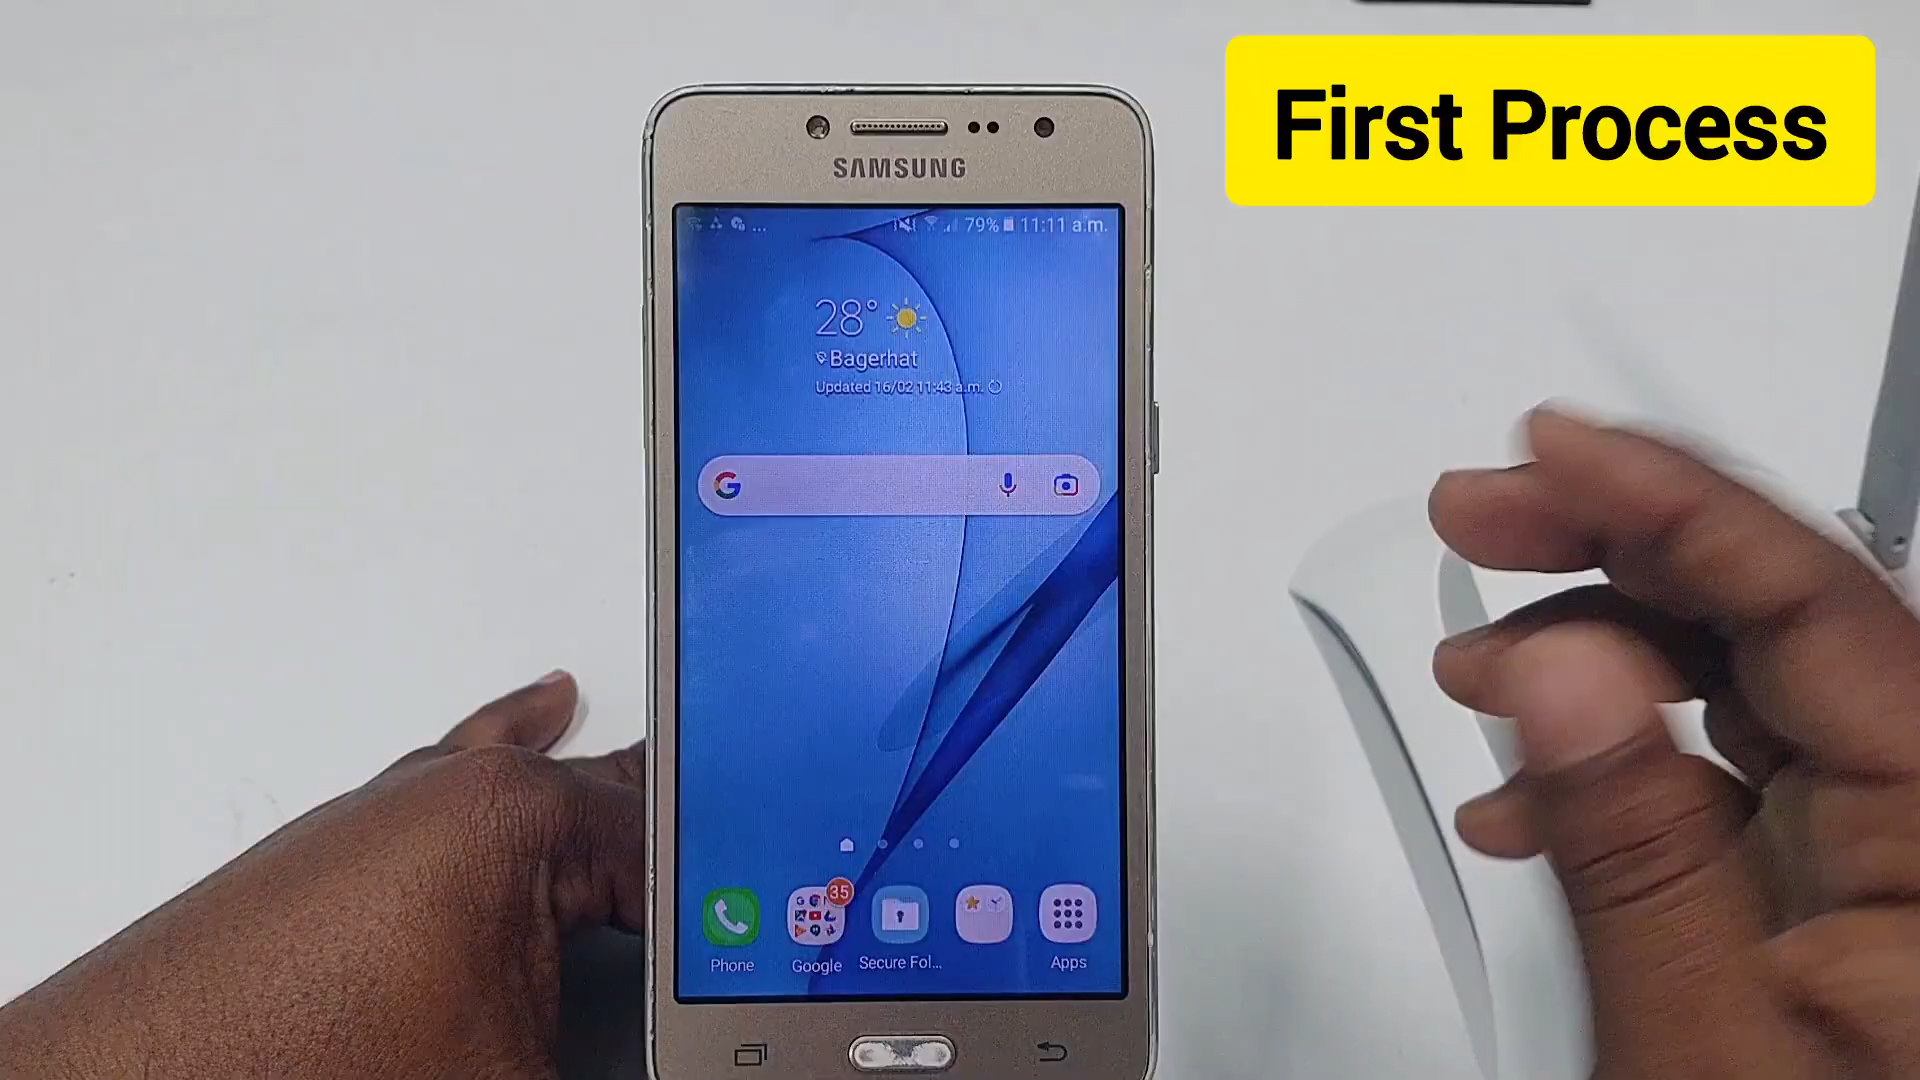 First Process
SAMSUNG
... 79% 11:11 a.m.
28°
Bagerhat
Updated 16/02 11:43 a.m.
G
35
Phone
Google
Secure Fol...
Apps